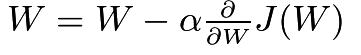 W = W − α ∂/∂W J(W)